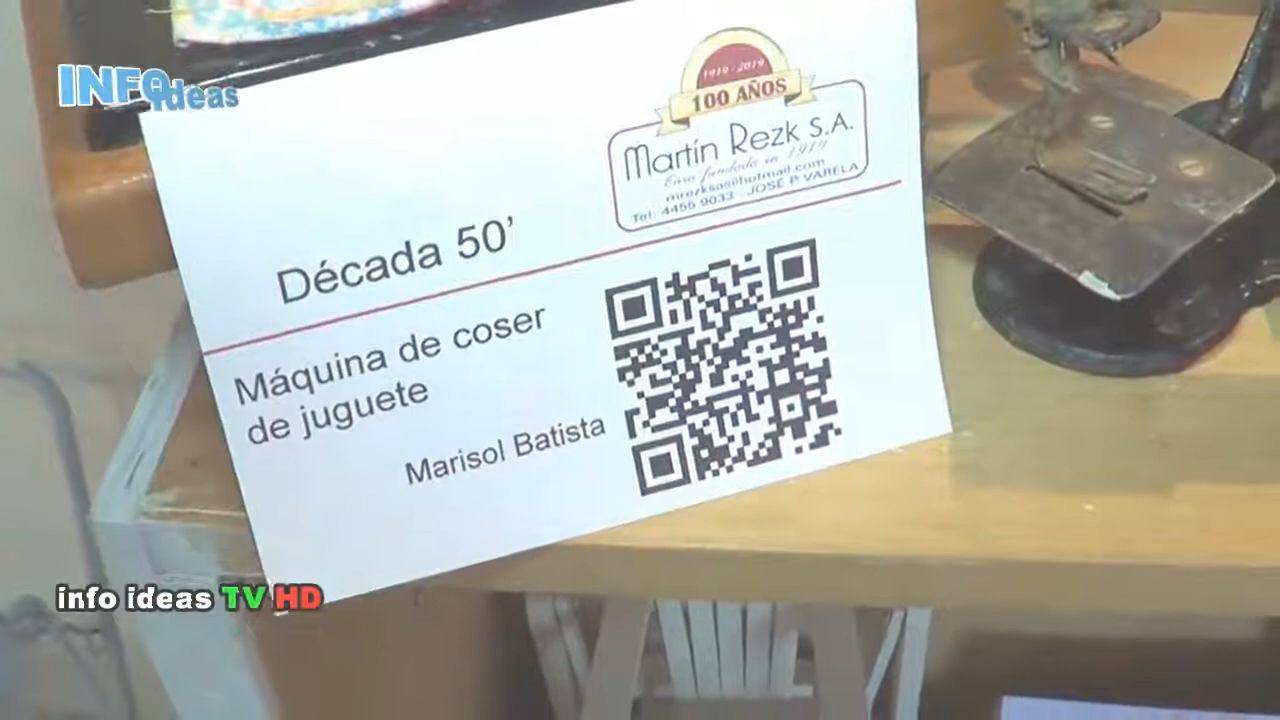 INFO
ideas
1919 - 2019
100 AÑOS
Martín Rezk S.A.
Casa fundada en 1919
mrezksa@hotmail.com
Tel: 4455 9033 JOSÉ P. VARELA
Década 50’
Máquina de coser
de juguete
Marisol Batista
info ideas TV HD